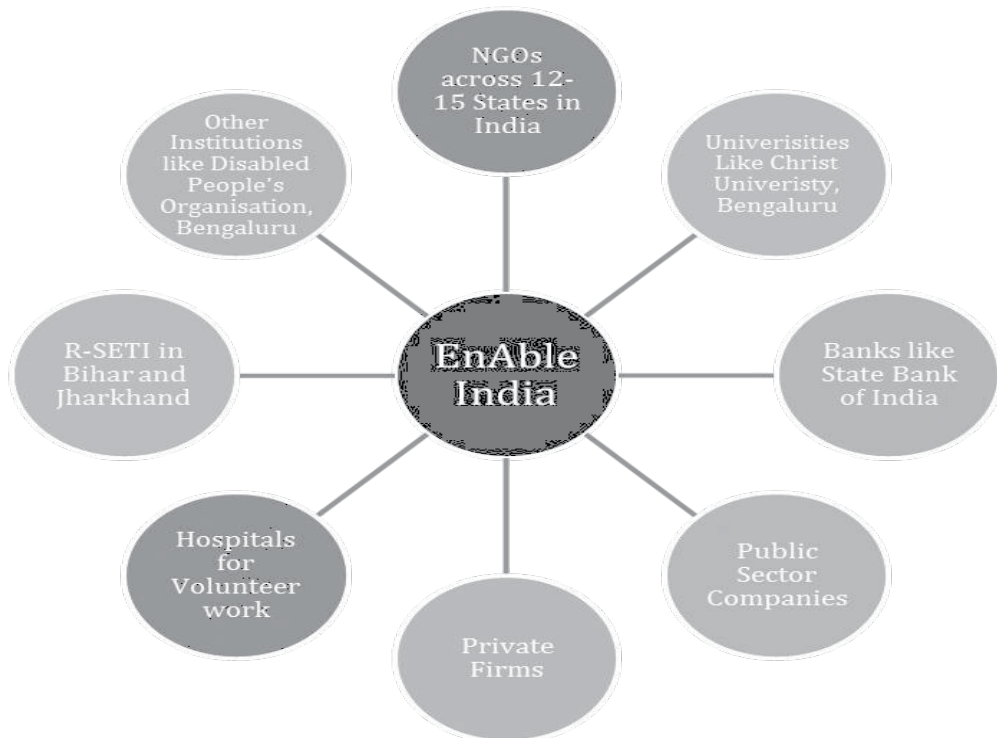 NGOs
across 12-
15 States in
India
Univerisities
Like Christ
Univeristy,
Bengaluru
Banks like
State Bank
of India
Public
Sector
Companies
Private
Firms
Hospitals
for
Volunteer
work
R-SETI in
Bihar and
Jharkhand
Other
Institutions
like Disabled
People's
Organisation,
Bengaluru
EnAble
India